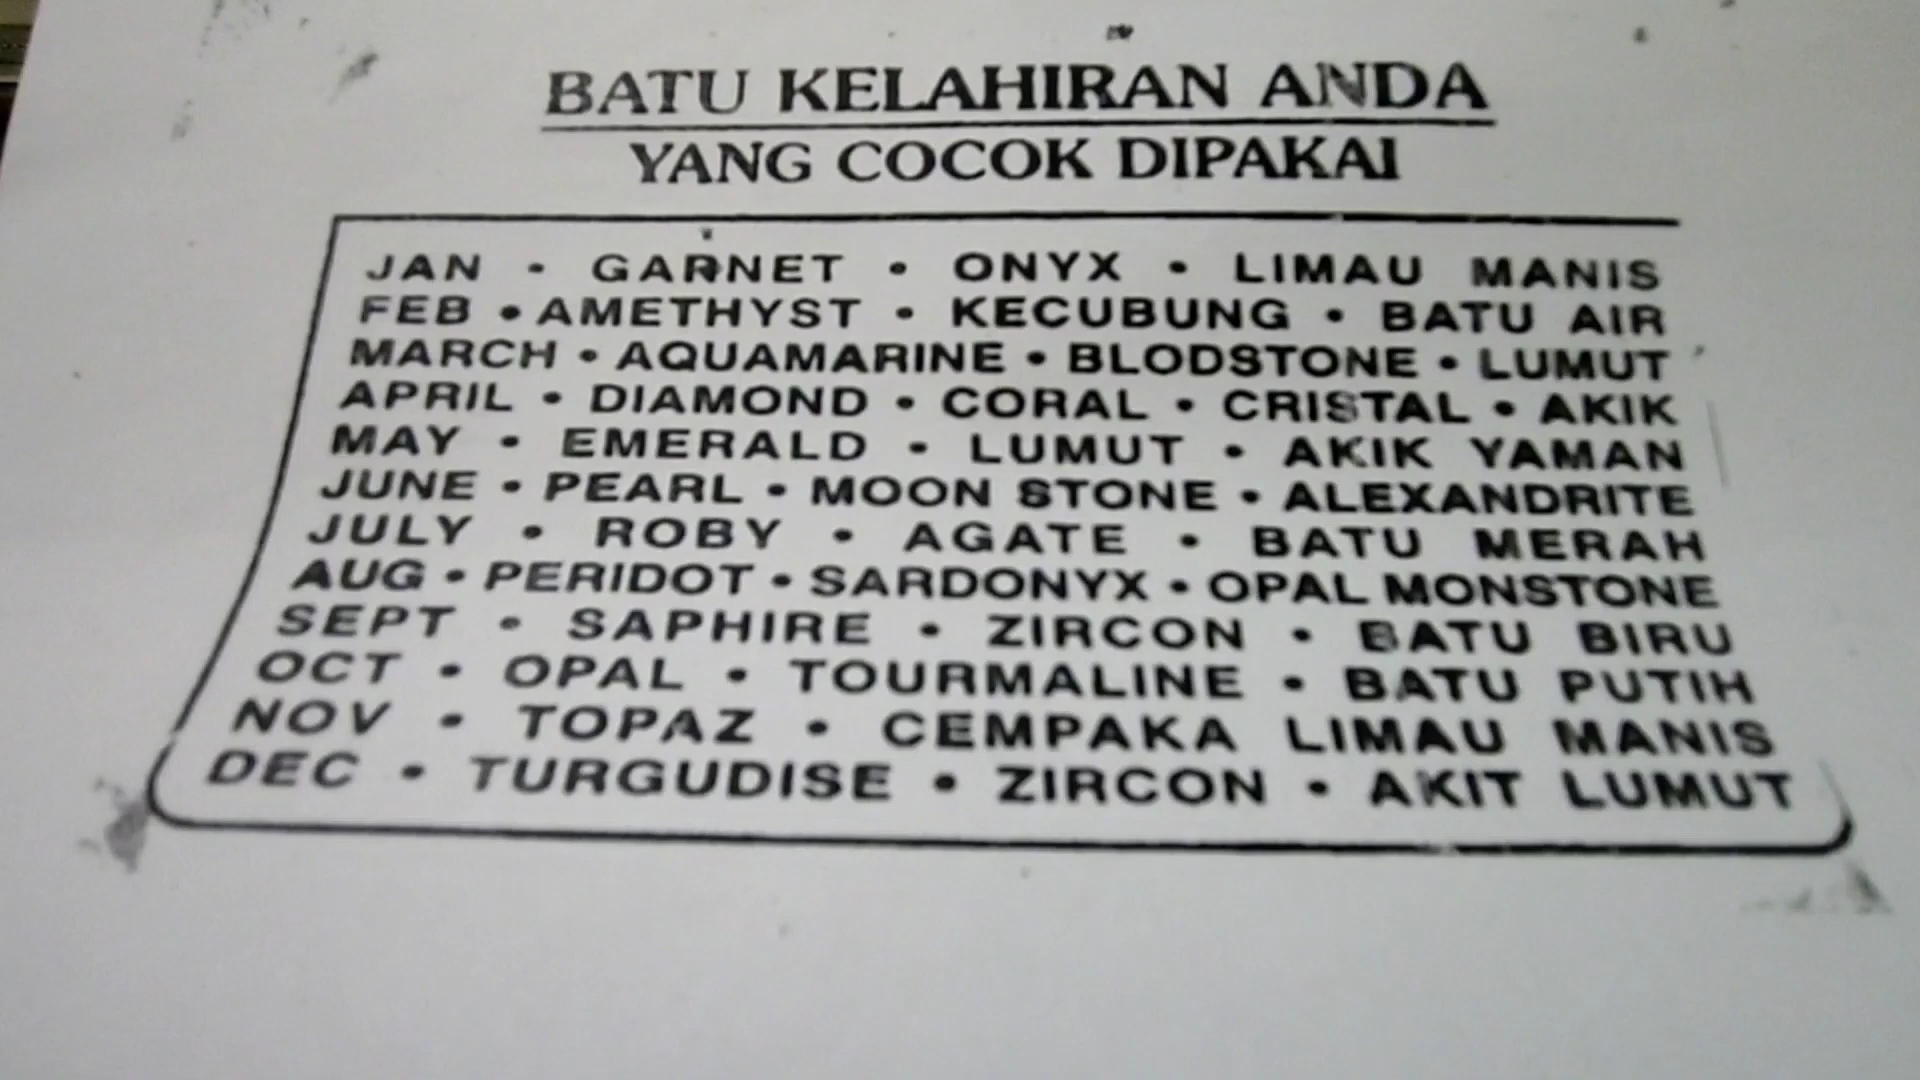 BATU KELAHIRAN ANDA
YANG COCOK DIPAKAI
JAN • GARNET • ONYX • LIMAU MANIS
FEB • AMETHYST • KECUBUNG • BATU AIR
MARCH • AQUAMARINE • BLODSTONE • LUMUT
APRIL • DIAMOND • CORAL • CRISTAL • AKIK
MAY • EMERALD • LUMUT • AKIK YAMAN
JUNE • PEARL • MOON STONE • ALEXANDRITE
JULY • ROBY • AGATE • BATU MERAH
AUG • PERIDOT • SARDONYX • OPAL MONSTONE
SEPT • SAPHIRE • ZIRCON • BATU BIRU
OCT • OPAL • TOURMALINE • BATU PUTIH
NOV • TOPAZ • CEMPAKA LIMAU MANIS
DEC • TURGUDISE • ZIRCON • AKIT LUMUT